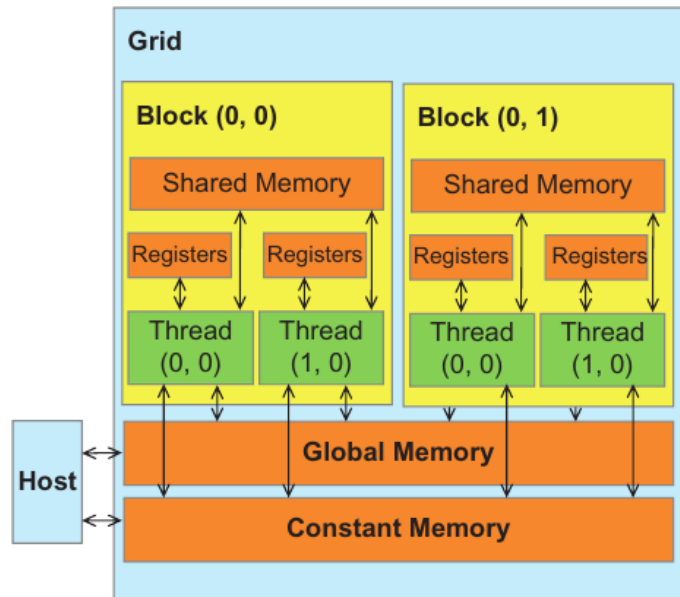 Grid
Block (0, 0)
Shared Memory
Registers
Registers
Thread
(0, 0)
Thread
(1, 0)
Block (0, 1)
Shared Memory
Registers
Registers
Thread
(0, 0)
Thread
(1, 0)
Host
Global Memory
Constant Memory